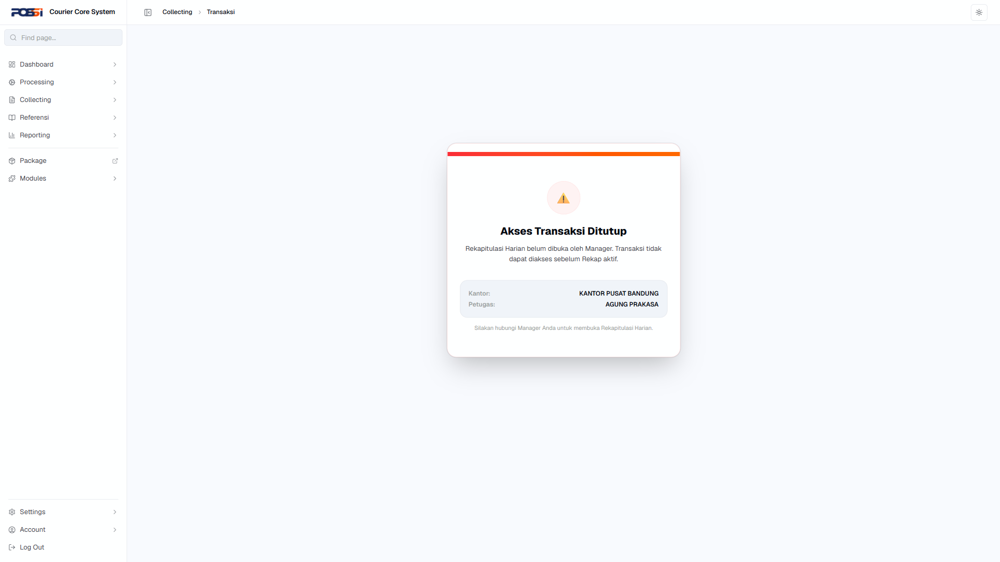 POSSi
Courier Core System
Collecting
Transaksi
Find page...
Dashboard
Processing
Collecting
Referensi
Reporting
Package
Modules
Akses Transaksi Ditutup
Rekapitulasi Harian belum dibuka oleh Manager. Transaksi tidak
dapat diakses sebelum Rekap aktif.
Kantor: KANTOR PUSAT BANDUNG
Petugas: AGUNG PRAKASA
Silakan hubungi Manager Anda untuk membuka Rekapitulasi Harian.
Settings
Account
Log Out